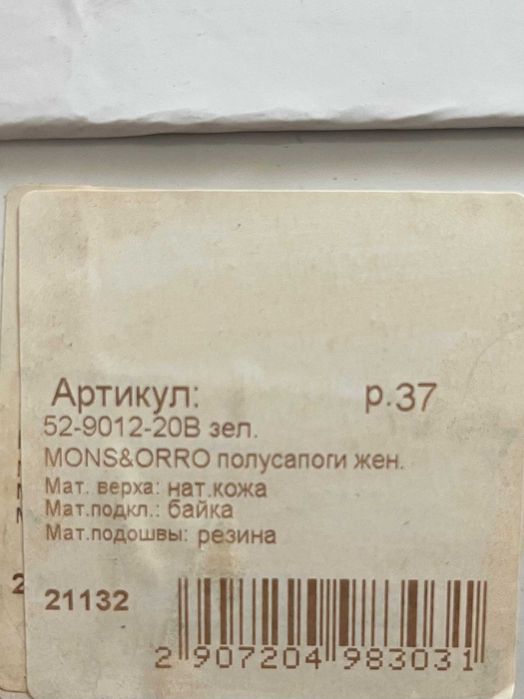 Артикул: р.37
52-9012-20В зел.
MONS&ORRO полусапоги жен.
Мат. верха: нат.кожа
Мат.подкл.: байка
Мат.подошвы: резина
21132
2 907204 983031